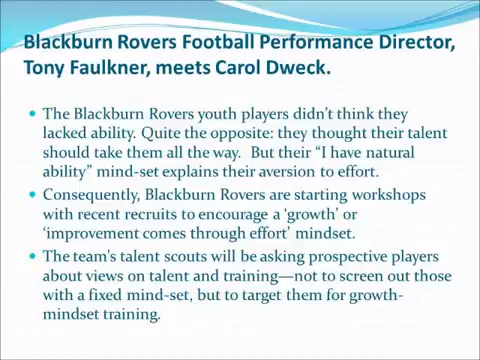 Blackburn Rovers Football Performance Director,
Tony Faulkner, meets Carol Dweck.
• The Blackburn Rovers youth players didn't think they
lacked ability. Quite the opposite: they thought their talent
should take them all the way.  But their “I have natural
ability” mind-set explains their aversion to effort.
• Consequently, Blackburn Rovers are starting workshops
with recent recruits to encourage a ‘growth’ or
‘improvement comes through effort’ mindset.
• The team's talent scouts will be asking prospective players
about views on talent and training—not to screen out those
with a fixed mind-set, but to target them for growth-
mindset training.